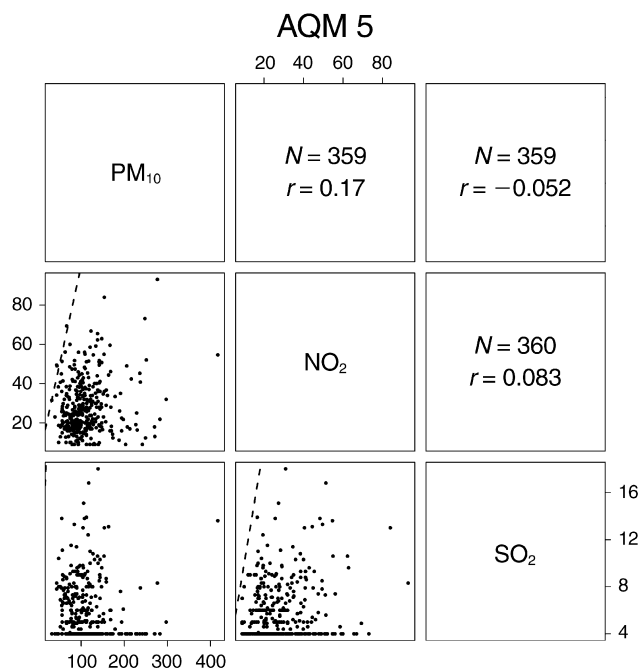 AQM 5
20 40 60 80
PM₁₀
N = 359
r = 0.17
N = 359
r = −0.052
80
60
40
20
NO₂
N = 360
r = 0.083
SO₂
16
12
8
4
100 200 300 400